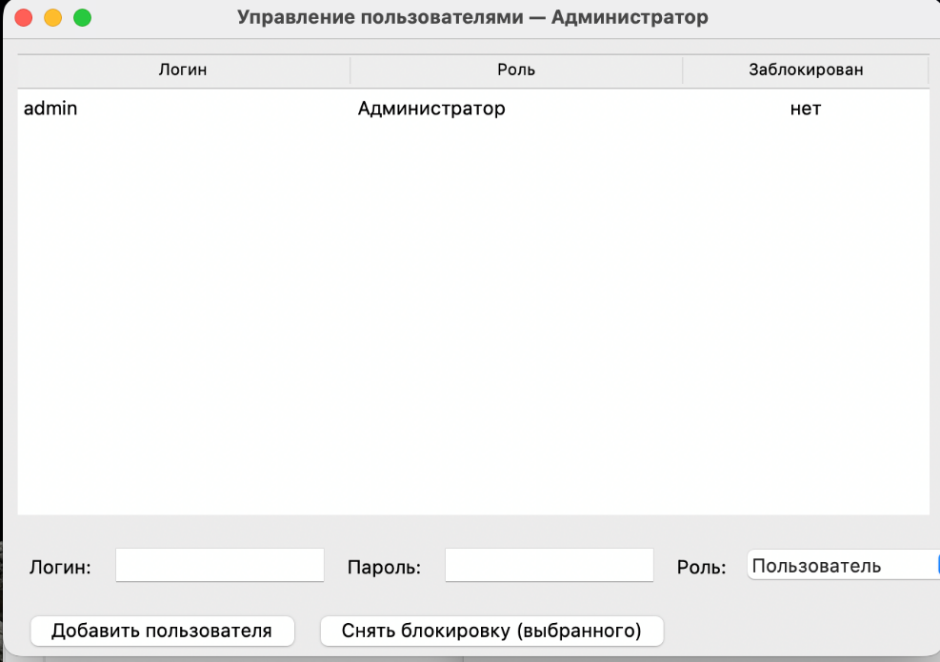 Управление пользователями — Администратор
Логин Роль Заблокирован
admin Администратор нет
Логин: Пароль: Роль: Пользователь
Добавить пользователя Снять блокировку (выбранного)